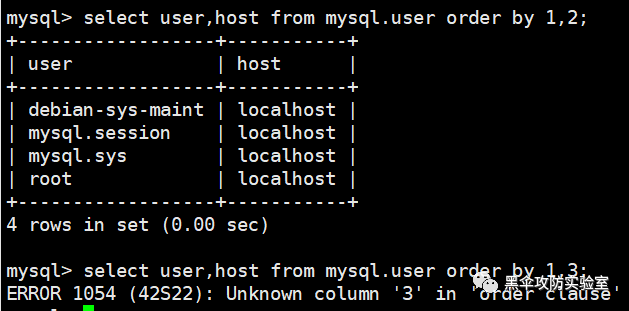 mysql> select user,host from mysql.user order by 1,2;
+------------------+-----------+
| user             | host      |
+------------------+-----------+
| debian-sys-maint | localhost |
| mysql.session    | localhost |
| mysql.sys        | localhost |
| root             | localhost |
+------------------+-----------+
4 rows in set (0.00 sec)
mysql> select user,host from mysql.user order by 1,3;
黑伞攻防实验室
ERROR 1054 (42S22): Unknown column '3' in 'order clause'